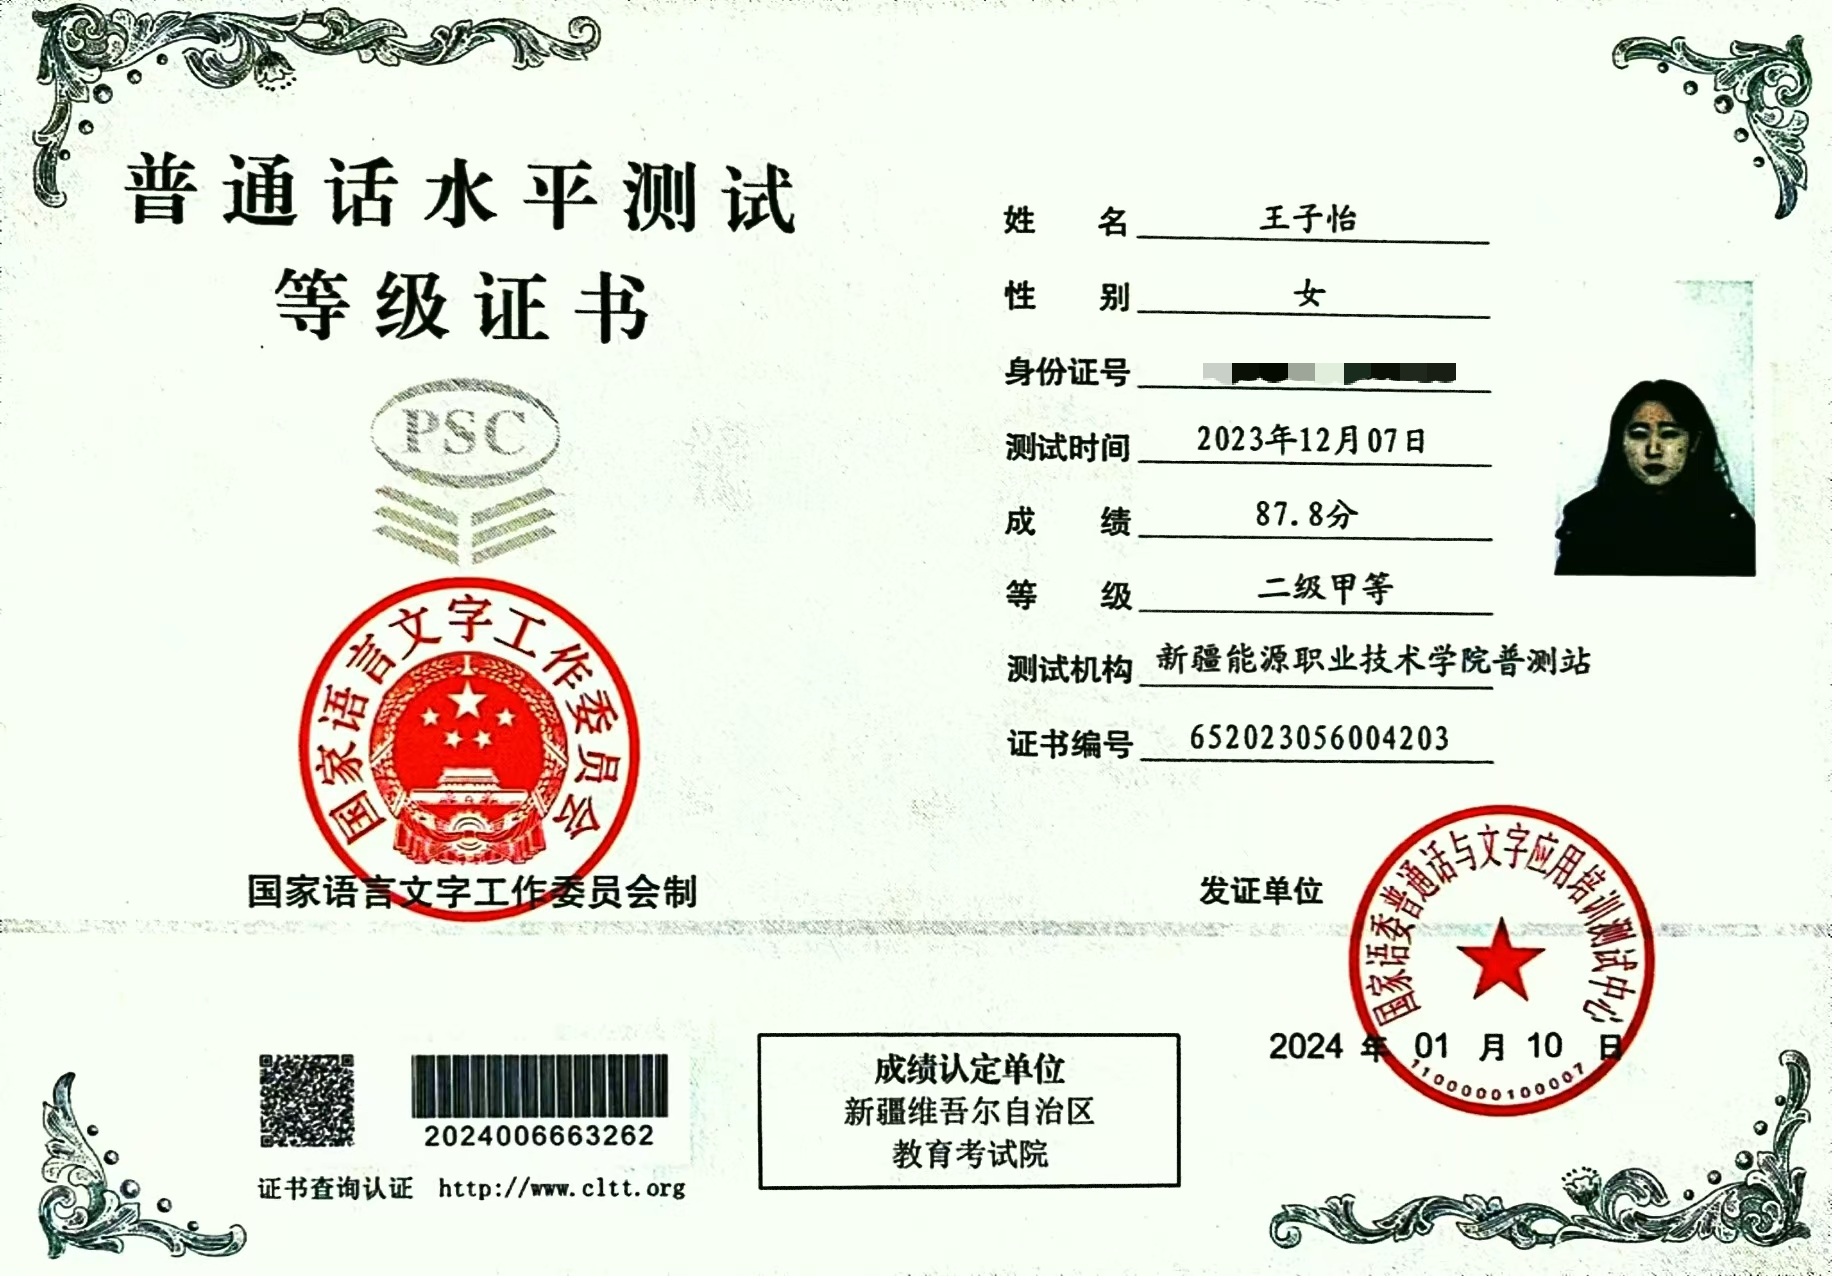 普通话水平测试
等级证书
PSC
国家语言文字工作委员会
国家语言文字工作委员会制
姓名 王子怡
性别 女
身份证号
测试时间 2023年12月07日
成绩 87.8分
等级 二级甲等
测试机构 新疆能源职业技术学院普测站
证书编号 652023056004203
发证单位
国家语委普通话与文字应用培训测试中心
2024 年 01 月 10 日
1100000100007
2024006663262
证书查询认证 http://www.cltt.org
成绩认定单位
新疆维吾尔自治区
教育考试院